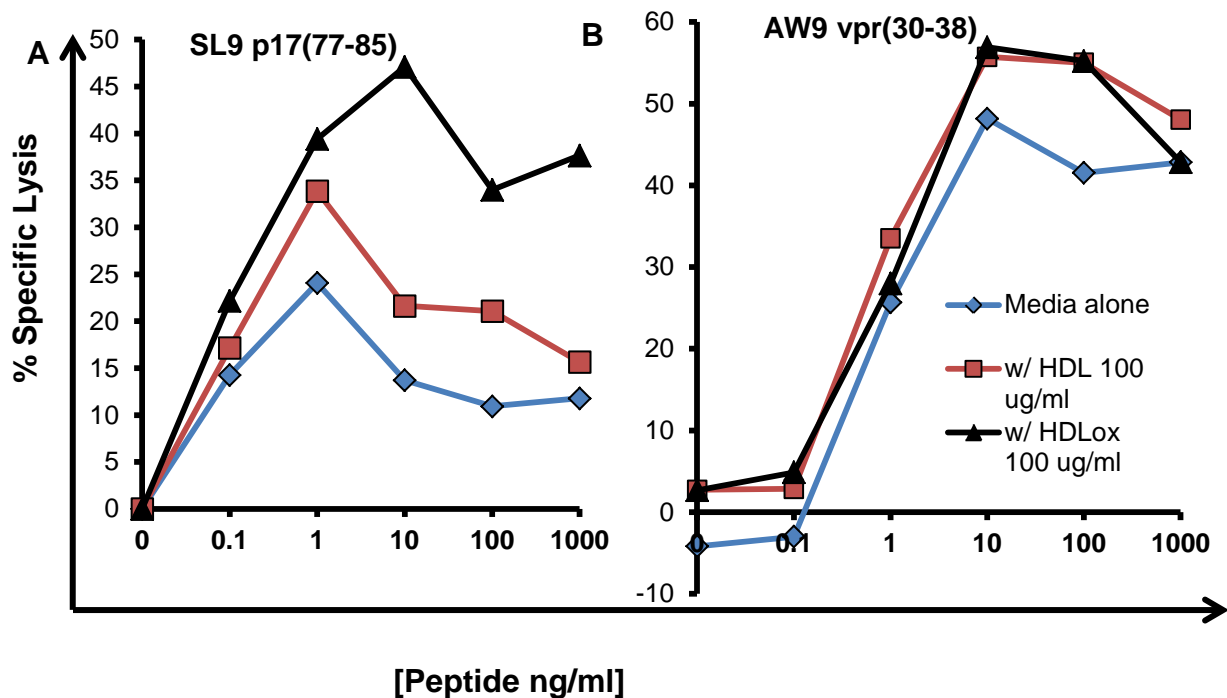 A
SL9 p17(77-85)
50
45
40
35
30
25
20
15
10
5
0
0 0.1 1 10 100 1000
% Specific Lysis
B
AW9 vpr(30-38)
60
50
40
30
20
10
0
-10
0 0.1 1 10 100 1000
Media alone
w/ HDL 100
ug/ml
w/ HDLox
100 ug/ml
[Peptide ng/ml]